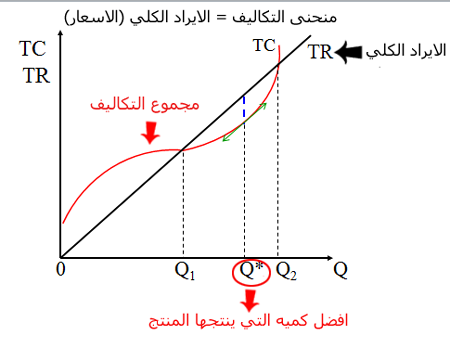 منحنى التكاليف = الايراد الكلي (الاسعار)
TC
TR
TC
TR
الايراد الكلي
مجموع التكاليف
0
Q1
Q*
Q2
Q
افضل كميه التي ينتجها المنتج